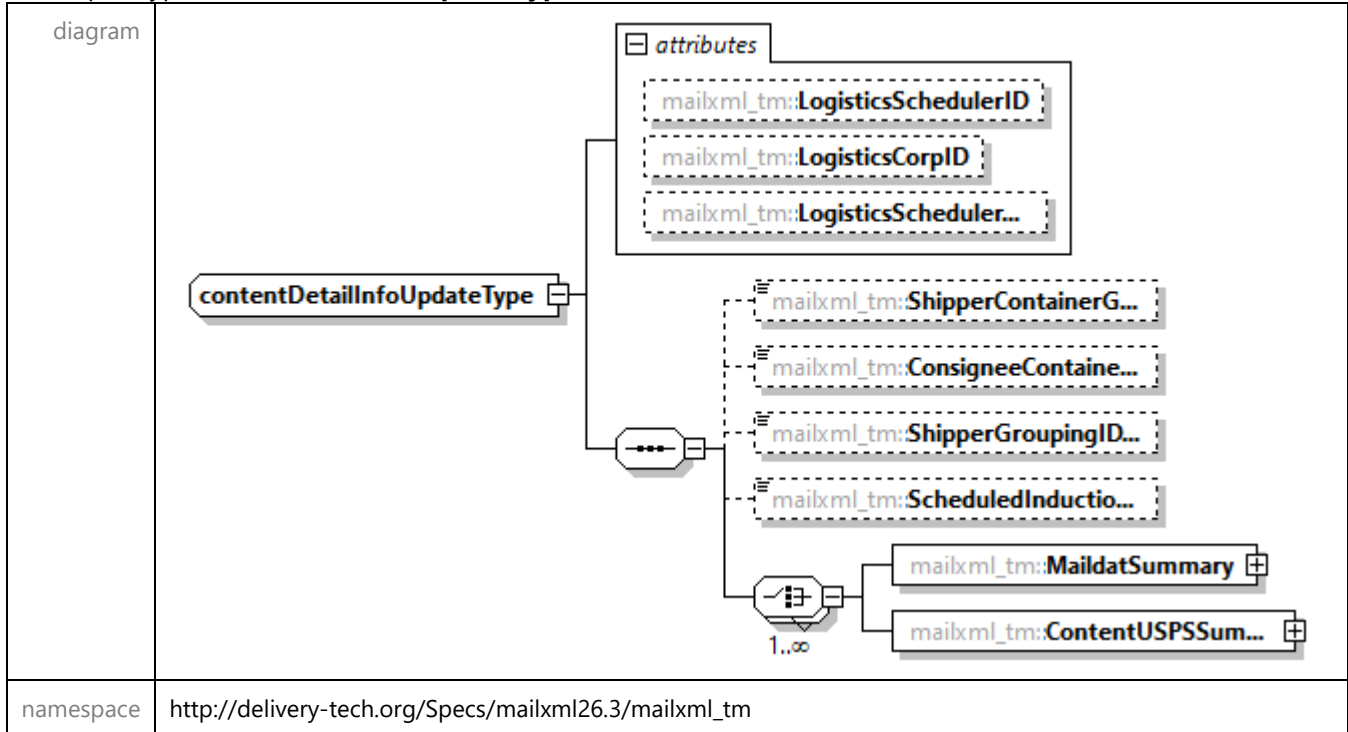 diagram
attributes
mailxml_tm::LogisticsSchedulerID
mailxml_tm::LogisticsCorpID
mailxml_tm::LogisticsScheduler...
contentDetailInfoUpdateType
mailxml_tm::ShipperContainerG...
mailxml_tm::ConsigneeContaine...
mailxml_tm::ShipperGroupingID...
mailxml_tm::ScheduledInductio...
mailxml_tm::MaildatSummary
mailxml_tm::ContentUSPSSum...
1..∞
namespace http://delivery-tech.org/Specs/mailxml26.3/mailxml_tm